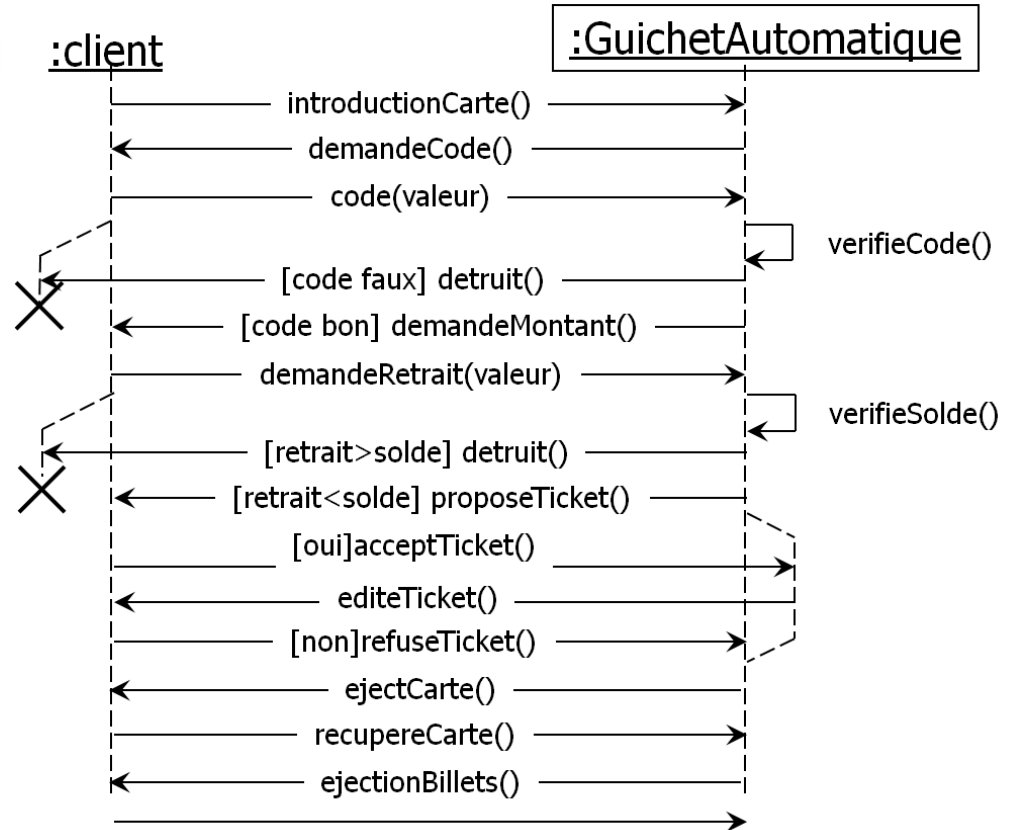 :client
:GuichetAutomatique
introductionCarte()
demandeCode()
code(valeur)
verifieCode()
[code faux] detruit()
[code bon] demandeMontant()
demandeRetrait(valeur)
verifieSolde()
[retrait>solde] detruit()
[retrait<solde] proposeTicket()
[oui]acceptTicket()
editeTicket()
[non]refuseTicket()
ejectCarte()
recupereCarte()
ejectionBillets()